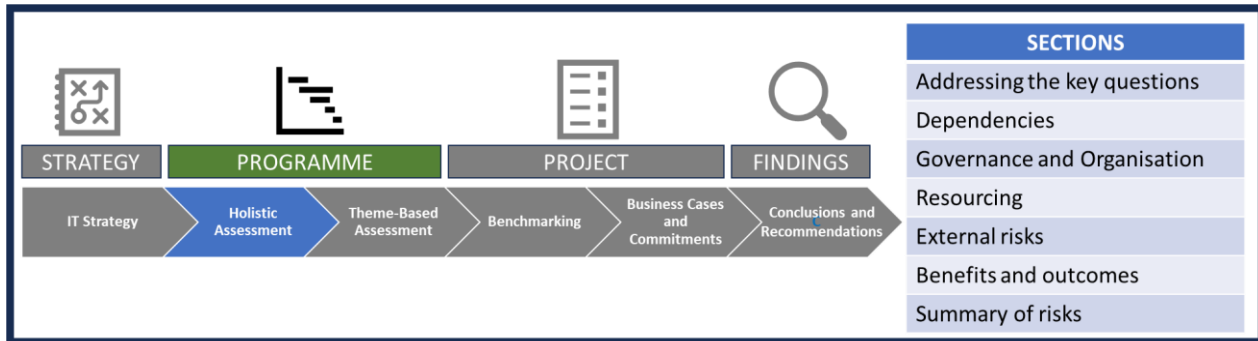 STRATEGY
PROGRAMME
PROJECT
FINDINGS
IT Strategy
Holistic
Assessment
Theme-Based
Assessment
Benchmarking
Business Cases
and
Commitments
Conclusions and
Recommendations
SECTIONS
Addressing the key questions
Dependencies
Governance and Organisation
Resourcing
External risks
Benefits and outcomes
Summary of risks